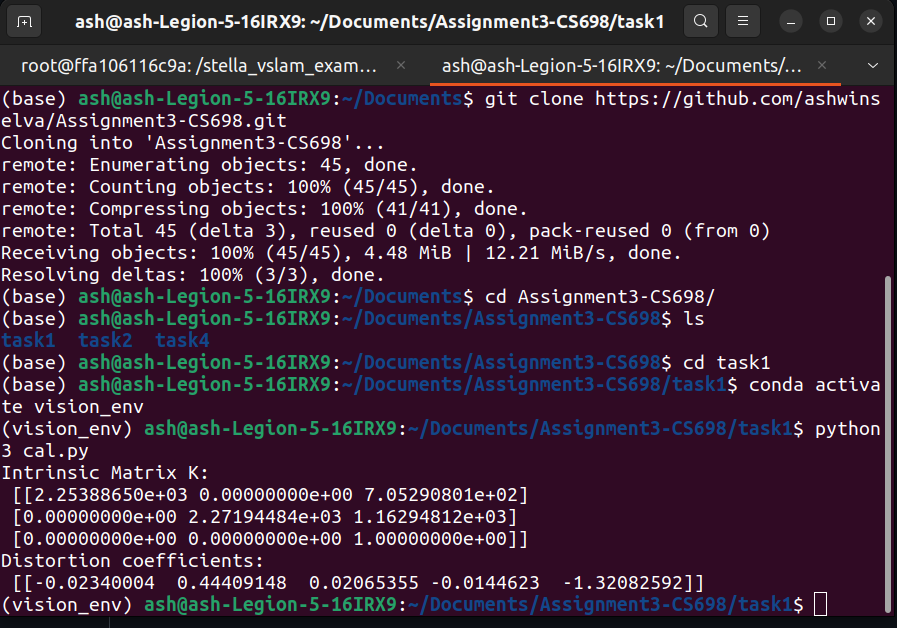 ash@ash-Legion-5-16IRX9: ~/Documents/Assignment3-CS698/task1
root@ffa106116c9a: /stella_vslam_exam...
ash@ash-Legion-5-16IRX9: ~/Documents/...
(base) ash@ash-Legion-5-16IRX9:~/Documents$ git clone https://github.com/ashwins
elva/Assignment3-CS698.git
Cloning into 'Assignment3-CS698'...
remote: Enumerating objects: 45, done.
remote: Counting objects: 100% (45/45), done.
remote: Compressing objects: 100% (41/41), done.
remote: Total 45 (delta 3), reused 0 (delta 0), pack-reused 0 (from 0)
Receiving objects: 100% (45/45), 4.48 MiB | 12.21 MiB/s, done.
Resolving deltas: 100% (3/3), done.
(base) ash@ash-Legion-5-16IRX9:~/Documents$ cd Assignment3-CS698/
(base) ash@ash-Legion-5-16IRX9:~/Documents/Assignment3-CS698$ ls
task1  task2  task4
(base) ash@ash-Legion-5-16IRX9:~/Documents/Assignment3-CS698$ cd task1
(base) ash@ash-Legion-5-16IRX9:~/Documents/Assignment3-CS698/task1$ conda activa
te vision_env
(vision_env) ash@ash-Legion-5-16IRX9:~/Documents/Assignment3-CS698/task1$ python
3 cal.py
Intrinsic Matrix K:
 [[2.25388650e+03 0.00000000e+00 7.05290801e+02]
 [0.00000000e+00 2.27194484e+03 1.16294812e+03]
 [0.00000000e+00 0.00000000e+00 1.00000000e+00]]
Distortion coefficients:
 [[-0.02340004  0.44409148  0.02065355 -0.0144623  -1.32082592]]
(vision_env) ash@ash-Legion-5-16IRX9:~/Documents/Assignment3-CS698/task1$